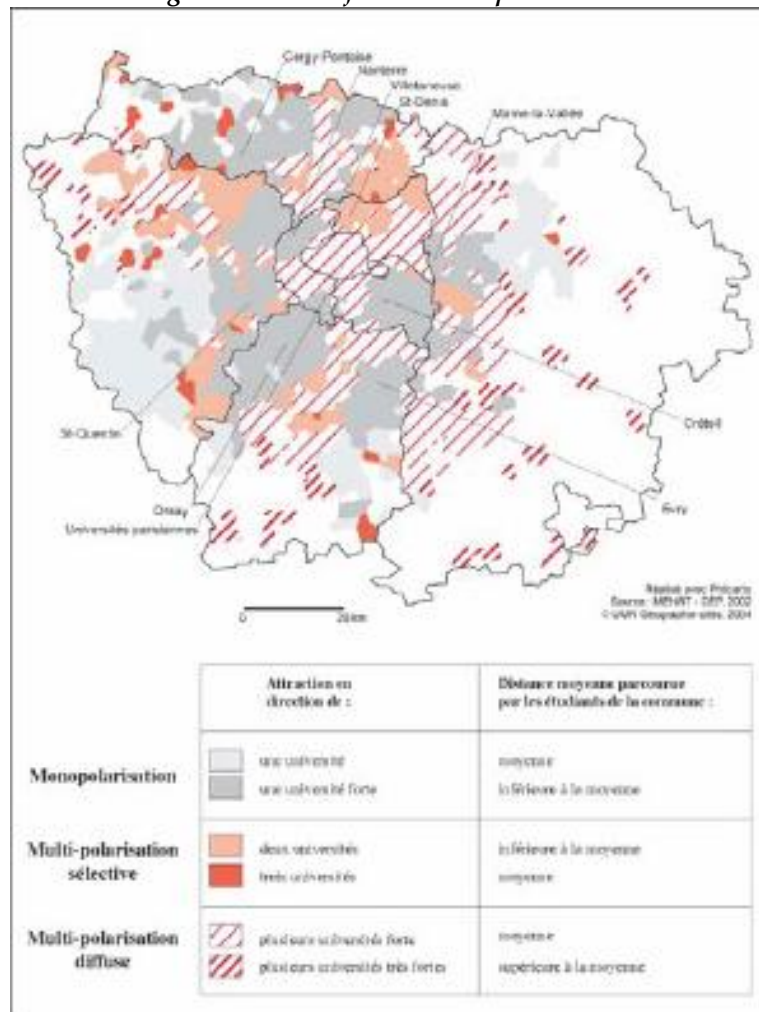 Cergy-Pontoise
Nanterre
Villetaneuse
St-Denis
Marne-la-Vallée
St-Quentin
Créteil
Orsay
Universités parisiennes
Evry
Réalisé avec Philcarto
Source : MENRT - DEP, 2002
0 20 km
Attraction en
direction de :
Distance moyenne parcourue
par les étudiants de la commune :
Monopolarisation
une université
moyenne
une université forte
inférieure à la moyenne
Multi-polarisation
sélective
deux universités
inférieure à la moyenne
trois universités
moyenne
Multi-polarisation
diffuse
plusieurs universités forte
moyenne
plusieurs universités très fortes
supérieure à la moyenne